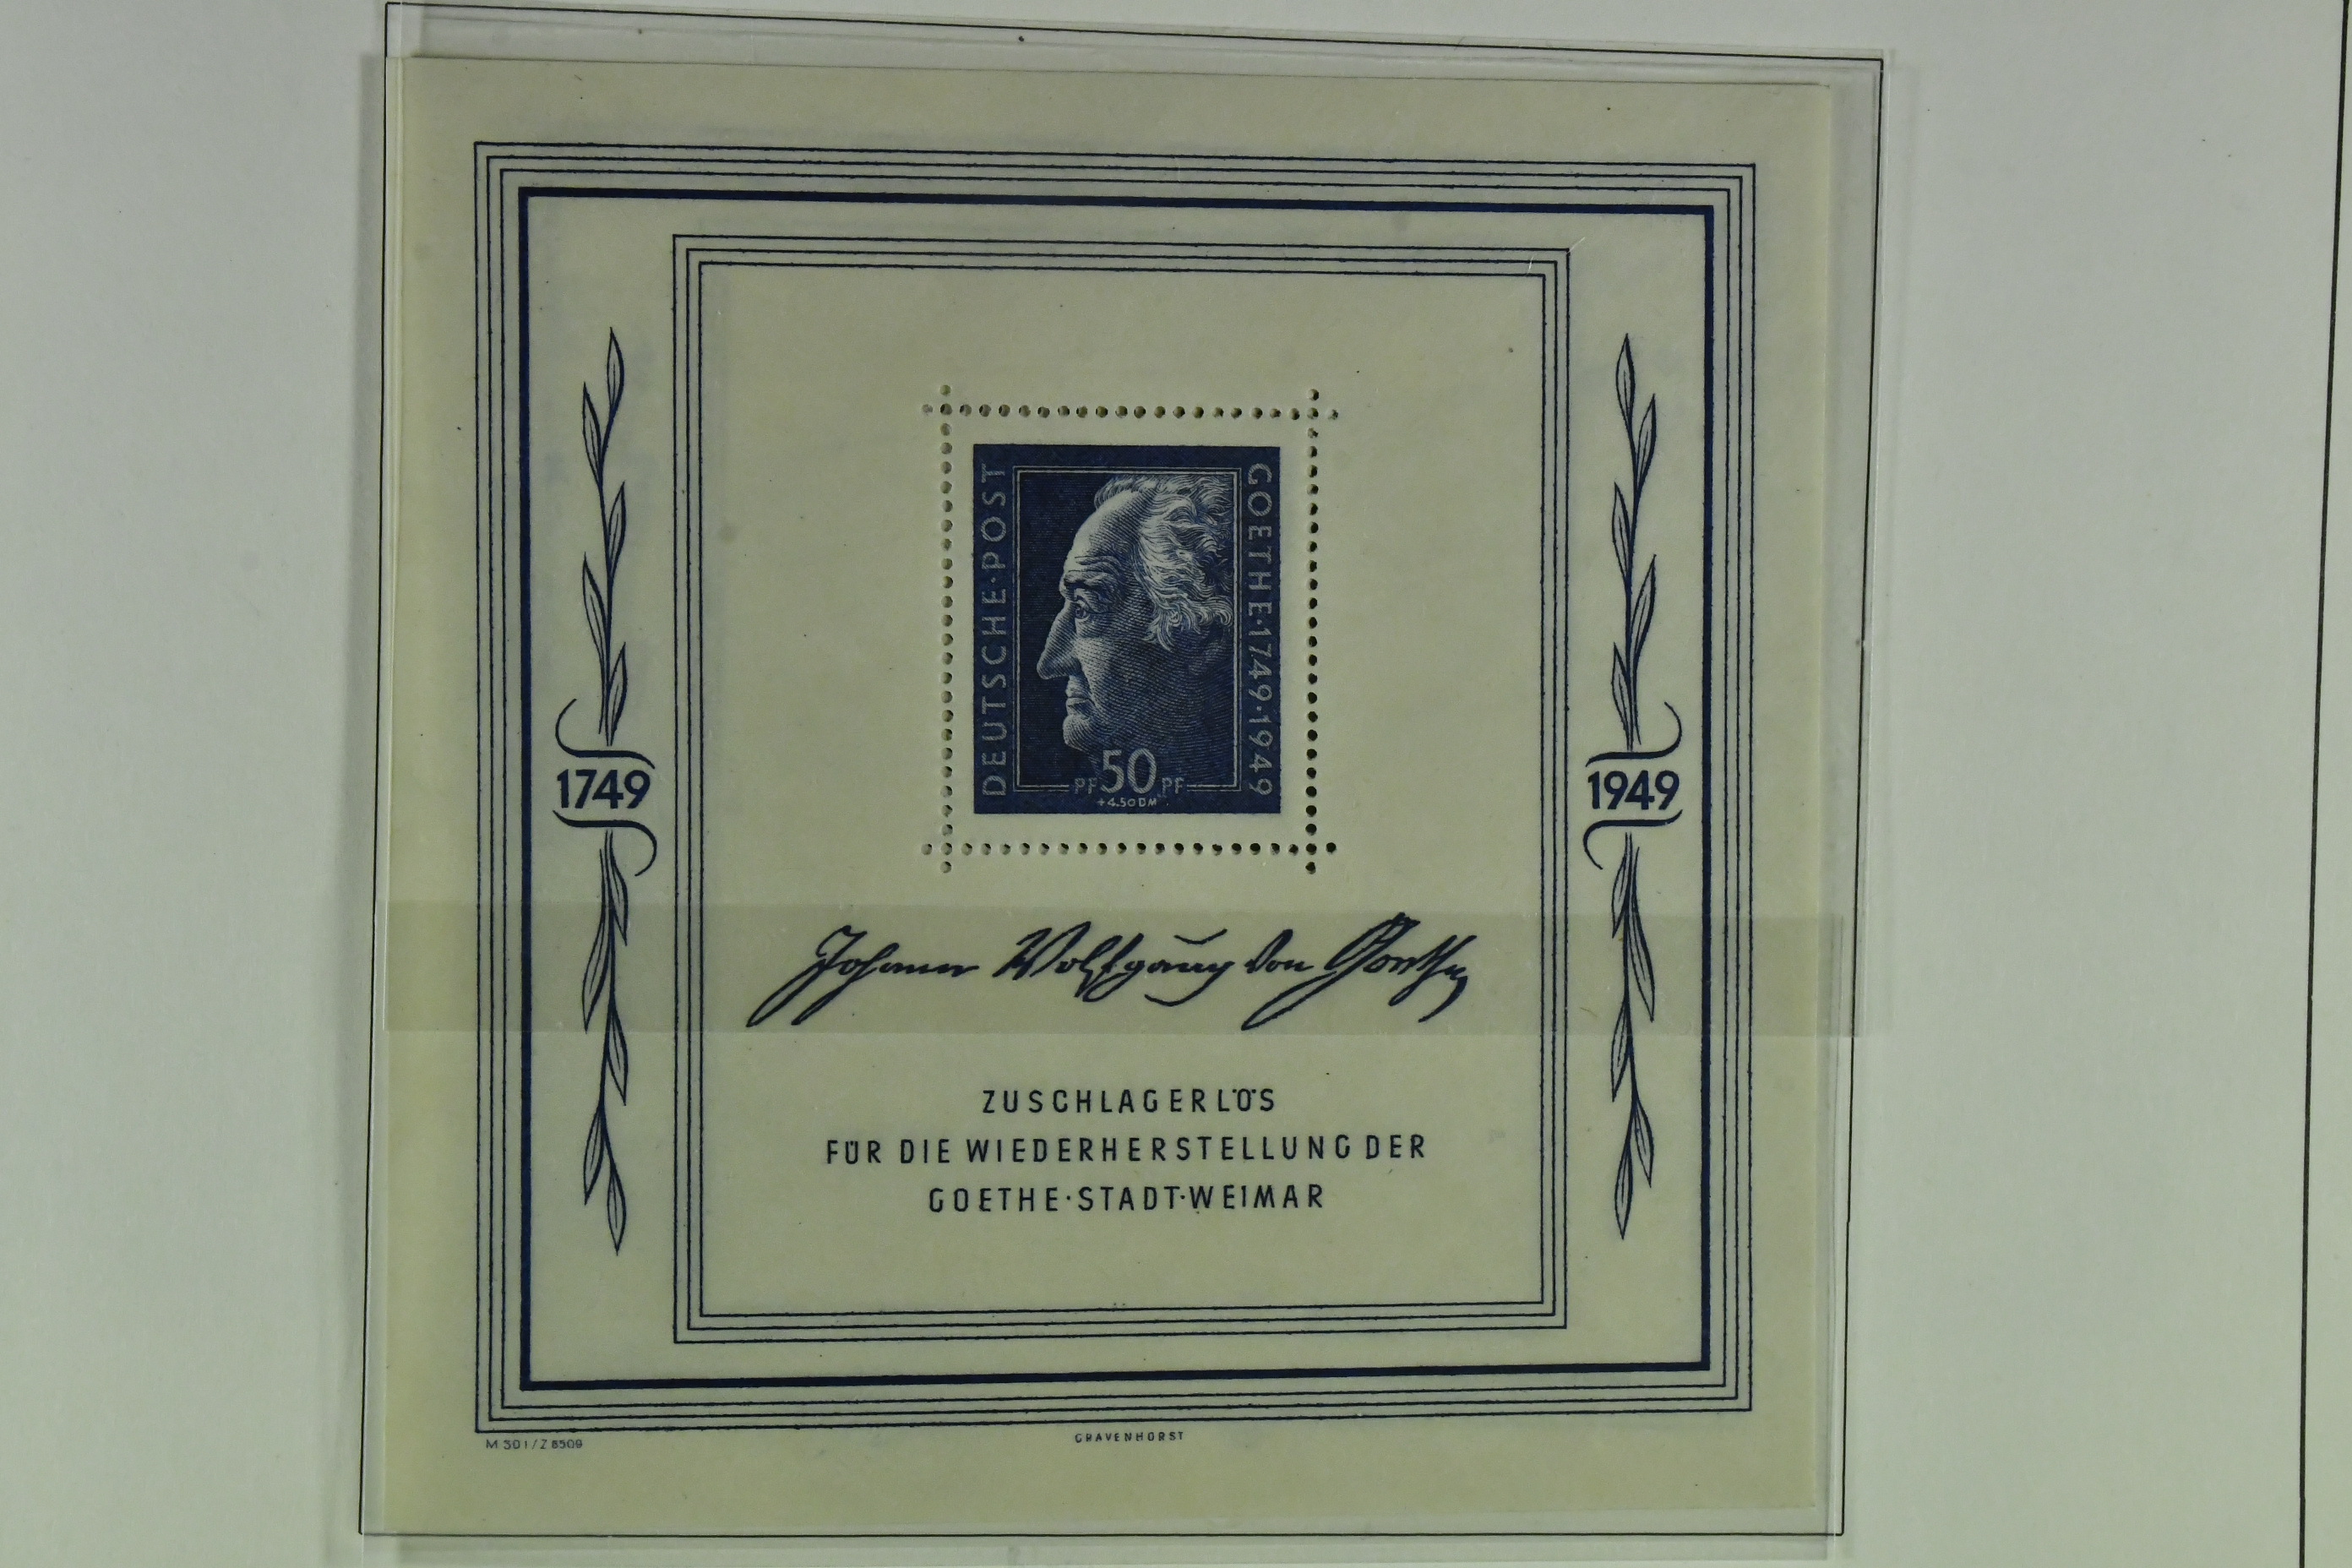 DEUTSCHE·POST
GOETHE·1749·1949
PF 50 PF
+4.50 DM
1749
1949
Johann Wolfgang von Goethe
ZUSCHLAGERLÖS
FÜR DIE WIEDERHERSTELLUNG DER
GOETHE·STADT·WEIMAR
M 301/Z 8509
GRAVENHORST